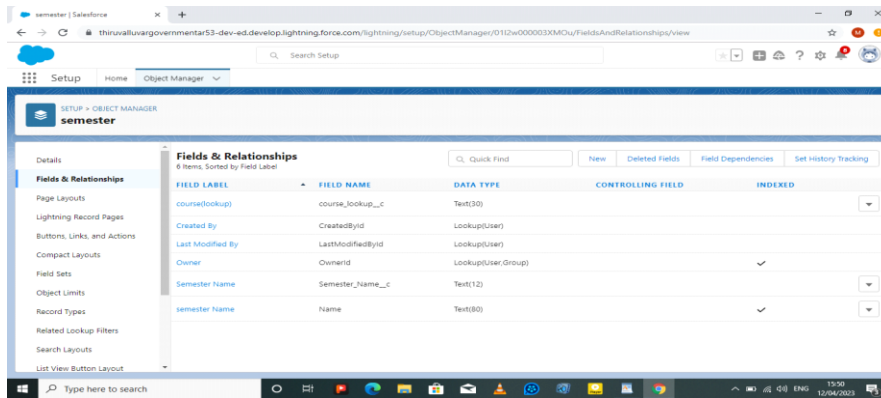 semester | Salesforce
thiruvalluvargovernmentar53-dev-ed.develop.lightning.force.com/lightning/setup/ObjectManager/01I2w000003XMOu/FieldsAndRelationships/view
M
Search Setup
8
Setup Home Object Manager
SETUP > OBJECT MANAGER
semester
Details
Fields & Relationships
Page Layouts
Lightning Record Pages
Buttons, Links, and Actions
Compact Layouts
Field Sets
Object Limits
Record Types
Related Lookup Filters
Search Layouts
List View Button Layout
Fields & Relationships
6 Items, Sorted by Field Label
Quick Find New Deleted Fields Field Dependencies Set History Tracking
FIELD LABEL FIELD NAME DATA TYPE CONTROLLING FIELD INDEXED
course(lookup) course_lookup__c Text(30)
Created By CreatedById Lookup(User)
Last Modified By LastModifiedById Lookup(User)
Owner OwnerId Lookup(User,Group)
Semester Name Semester_Name__c Text(12)
semester Name Name Text(80)
Type here to search
ENG 15:50
12/04/2023